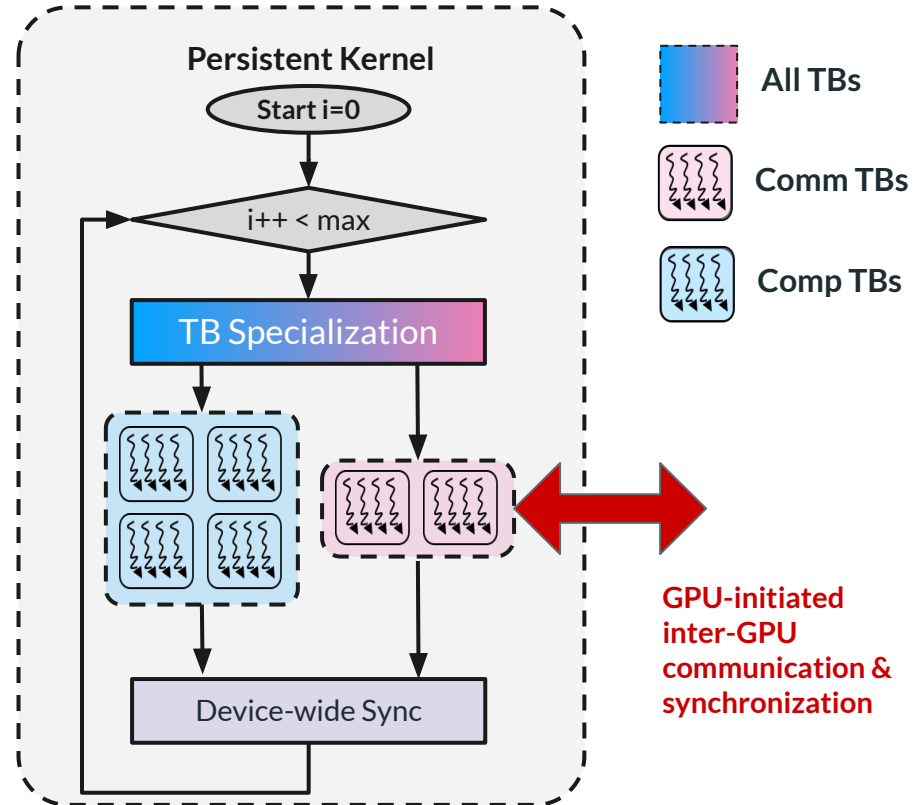 Persistent Kernel
Start i=0
i++ < max
TB Specialization
Device-wide Sync
All TBs
Comm TBs
Comp TBs
GPU-initiated
inter-GPU
communication &
synchronization